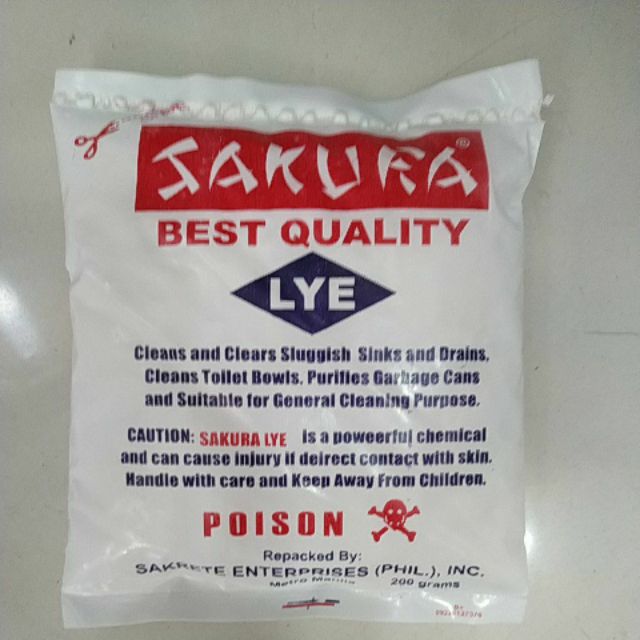 SAKURA®
BEST QUALITY
LYE
Cleans and Clears Sluggish Sinks and Drains,
Cleans Toilet Bowls. Purifies Garbage Cans
and Suitable for General Cleaning Purpose.
CAUTION: SAKURA LYE is a poweerful chemical
and can cause injury if deirect contact with skin.
Handle with care and Keep Away From Children.
POISON
Repacked By:
SAKRETE ENTERPRISES (PHIL.), INC.
Metro Manila 200 grams